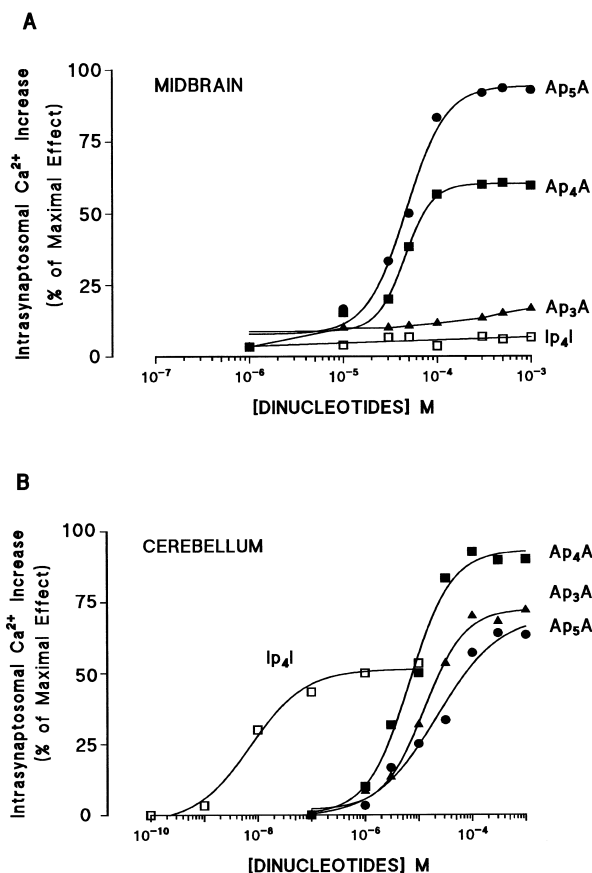 A
MIDBRAIN
Intrasynaptosomal Ca²⁺ Increase
(% of Maximal Effect)
100
75
50
25
0
Ap₅A
Ap₄A
Ap₃A
Ip₄I
10⁻⁷
10⁻⁶
10⁻⁵
10⁻⁴
10⁻³
[DINUCLEOTIDES] M
B
CEREBELLUM
Intrasynaptosomal Ca²⁺ Increase
(% of Maximal Effect)
100
75
50
25
0
Ip₄I
Ap₄A
Ap₃A
Ap₅A
10⁻¹⁰
10⁻⁸
10⁻⁶
10⁻⁴
[DINUCLEOTIDES] M